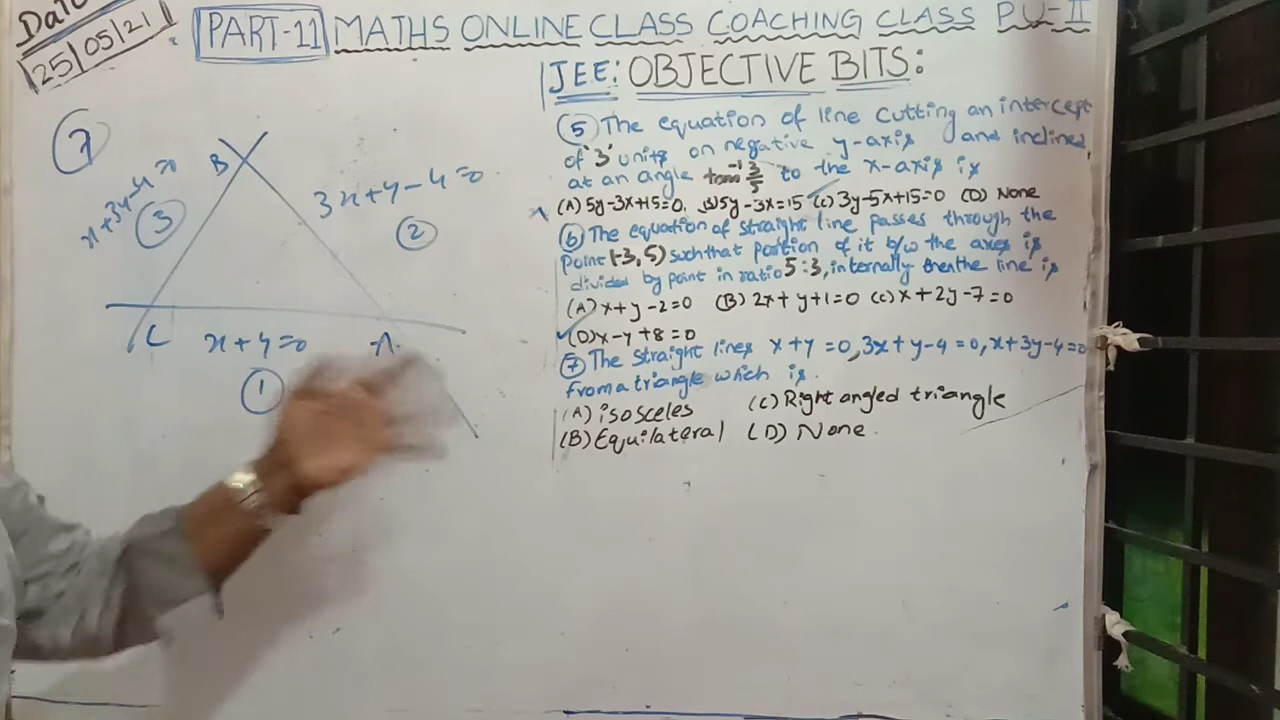 Date
25/05/21
PART-11 MATHS ONLINE CLASS COACHING CLASS P.U-II
JEE: OBJECTIVE BITS:
(5) The equation of line cutting an intercept
of '3' units on negative y-axis and inclined
at an angle tan⁻¹ 3/5 to the x-axis is
(A) 5y-3x+15=0. (B) 5y-3x=15 (C) 3y-5x+15=0 (D) None
(6) The equation of straight line passes through the
point (-3, 5) such that portion of it b/w the axes is
divided by point in ratio 5:3, internally then the line is
(A) x+y-2=0 (B) 2x+y+1=0 (C) x+2y-7=0
(D) x-y+8=0
(7) The straight lines x+y=0, 3x+y-4=0, x+3y-4=0
from a triangle which is.
(A) isosceles (C) Right angled triangle
(B) Equilateral (D) None.
7
B
x+3y-4=0
3
3x+y-4=0
2
C x+y=0 A
1